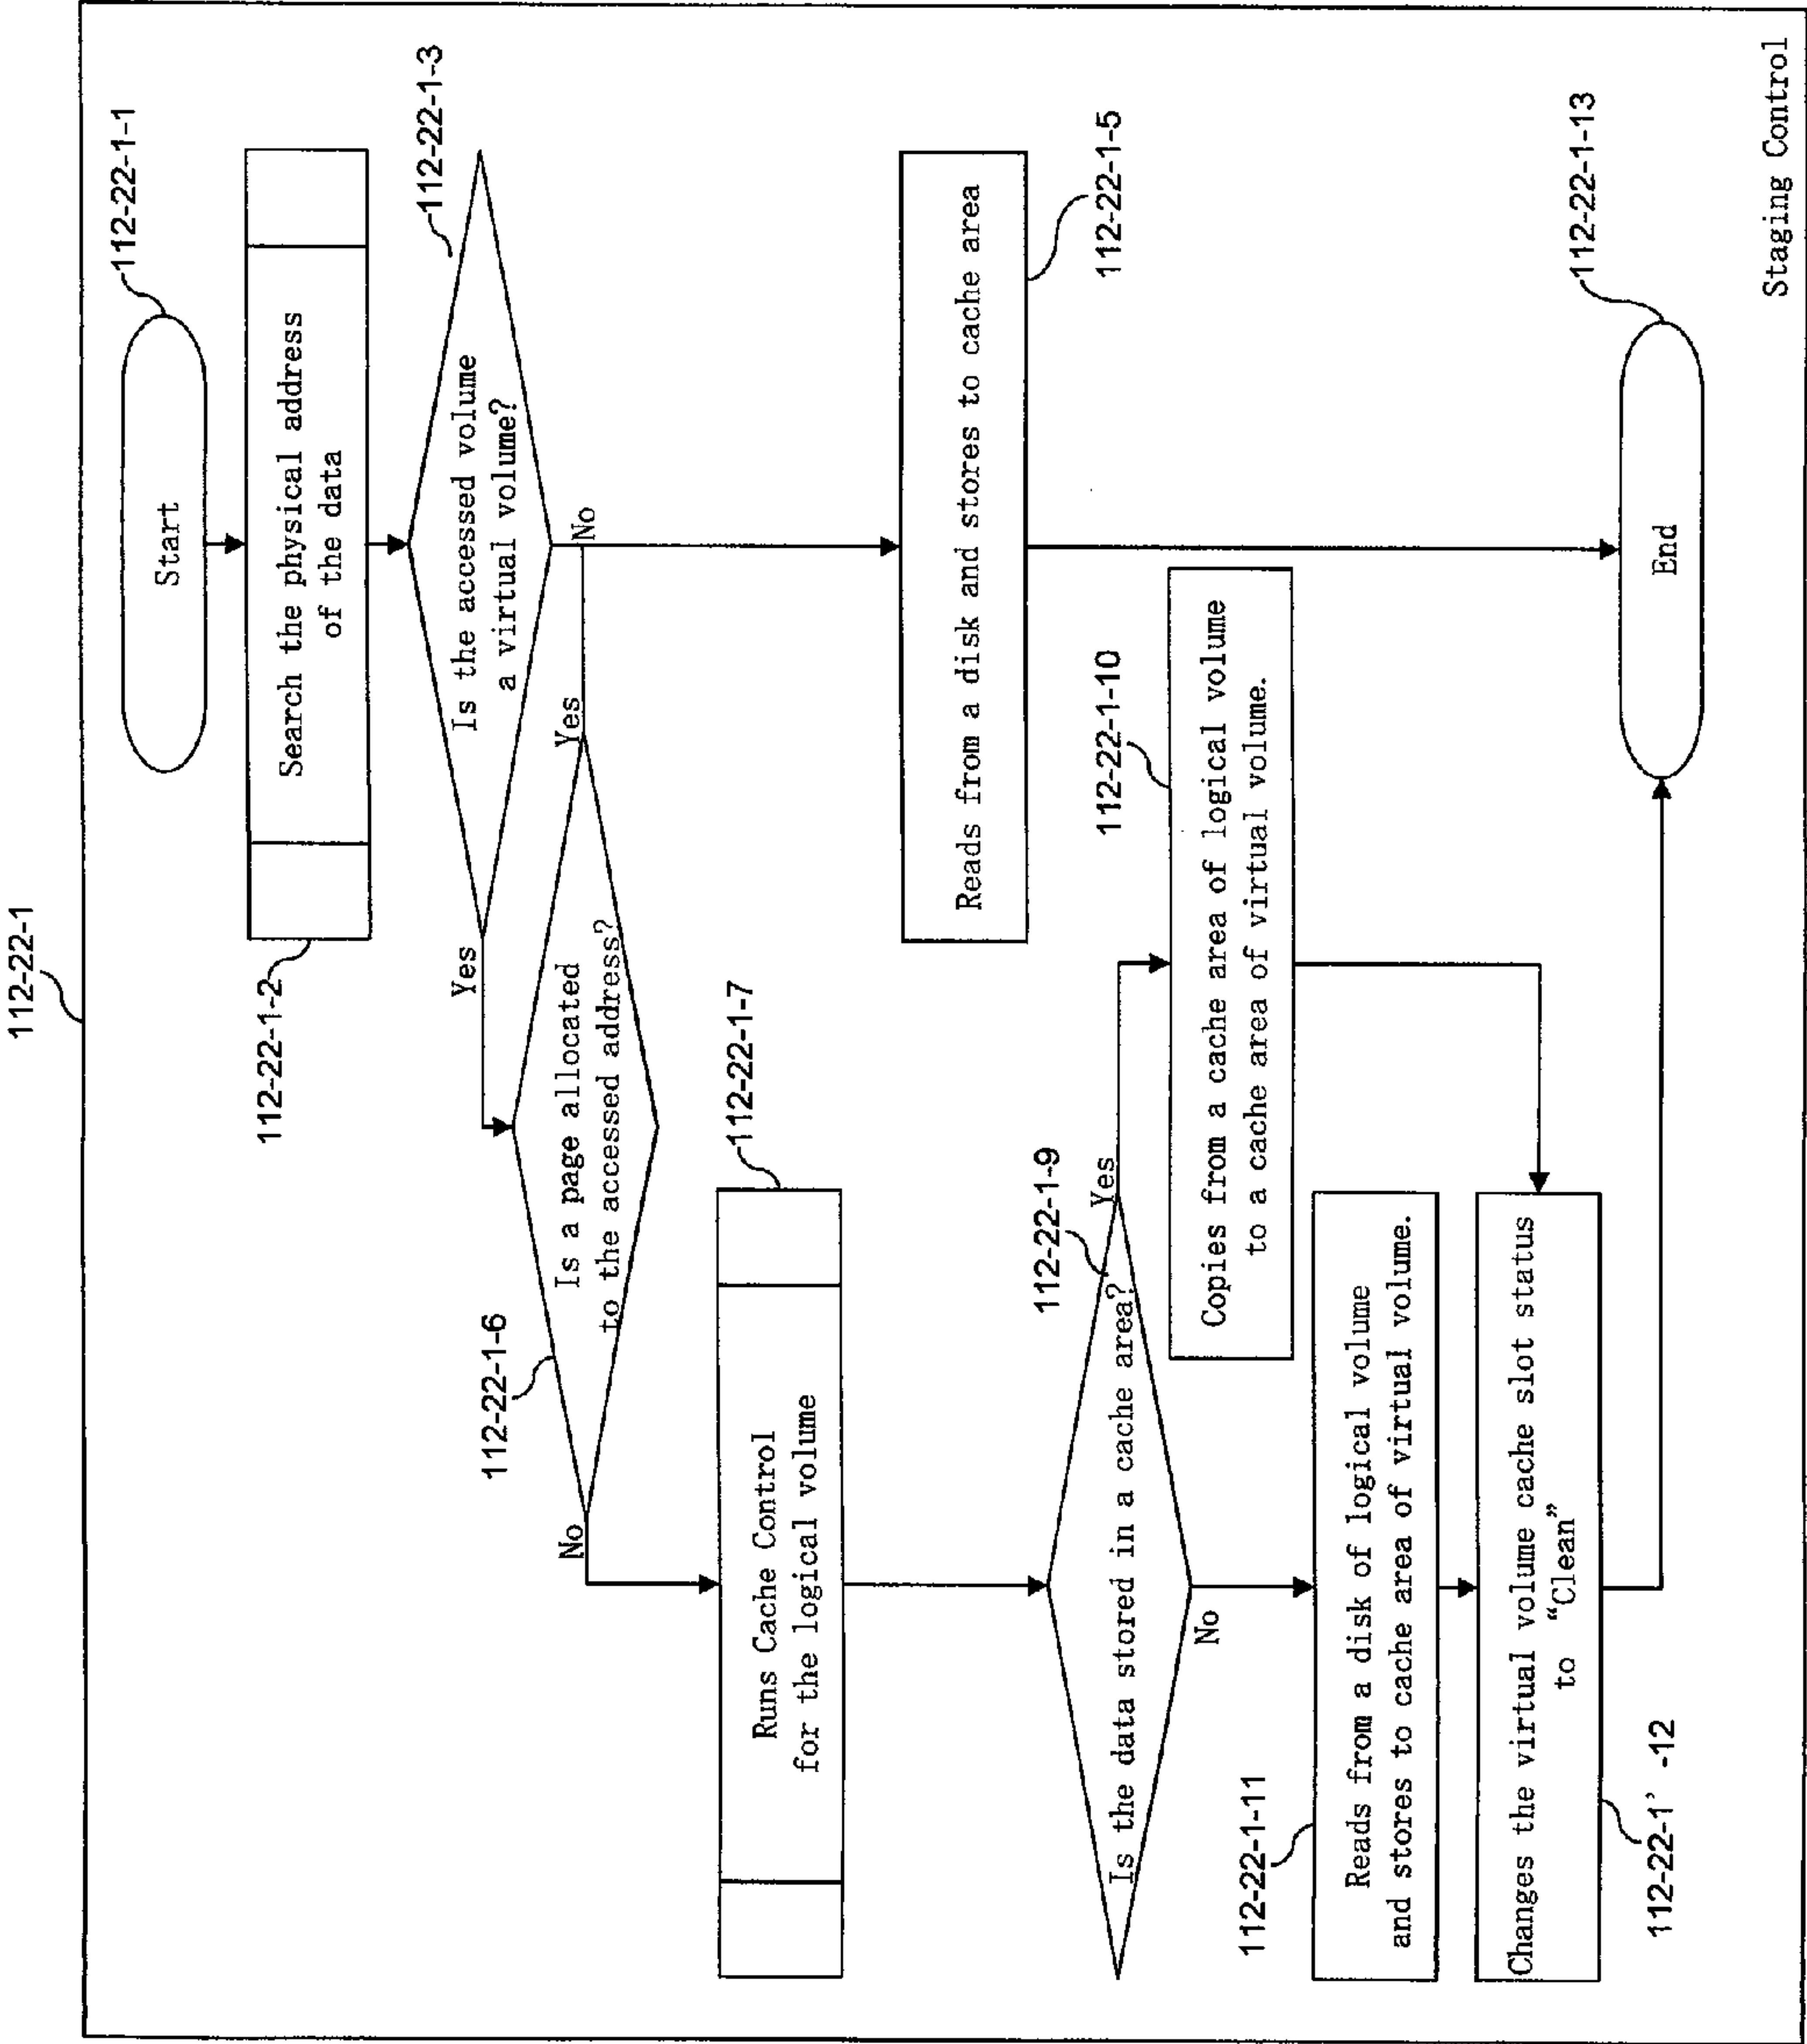 112-22-1
Start
112-22-1-1
Search the physical address
of the data
112-22-1-2
Is the accessed volume
a virtual volume?
112-22-1-3
Yes
No
Is a page allocated
to the accessed address?
112-22-1-6
Yes
No
Runs Cache Control
for the logical volume
112-22-1-7
Reads from a disk and stores to cache area
112-22-1-5
Is the data stored in a cache area?
112-22-1-9
Yes
No
Copies from a cache area of logical volume
to a cache area of virtual volume.
112-22-1-10
Reads from a disk of logical volume
and stores to cache area of virtual volume.
112-22-1-11
Changes the virtual volume cache slot status
to “Clean”
112-22-1’-12
End
112-22-1-13
Staging Control